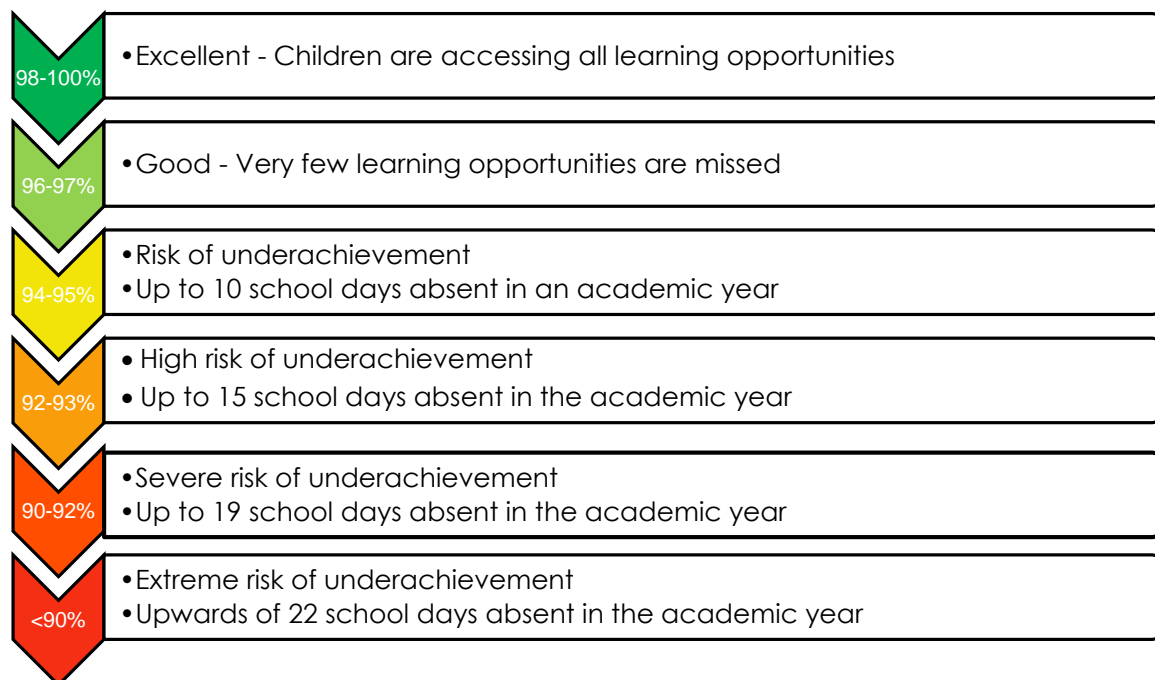 98-100%
•Excellent - Children are accessing all learning opportunities
96-97%
•Good - Very few learning opportunities are missed
94-95%
•Risk of underachievement
•Up to 10 school days absent in an academic year
92-93%
• High risk of underachievement
• Up to 15 school days absent in the academic year
90-92%
•Severe risk of underachievement
•Up to 19 school days absent in the academic year
<90%
•Extreme risk of underachievement
•Upwards of 22 school days absent in the academic year